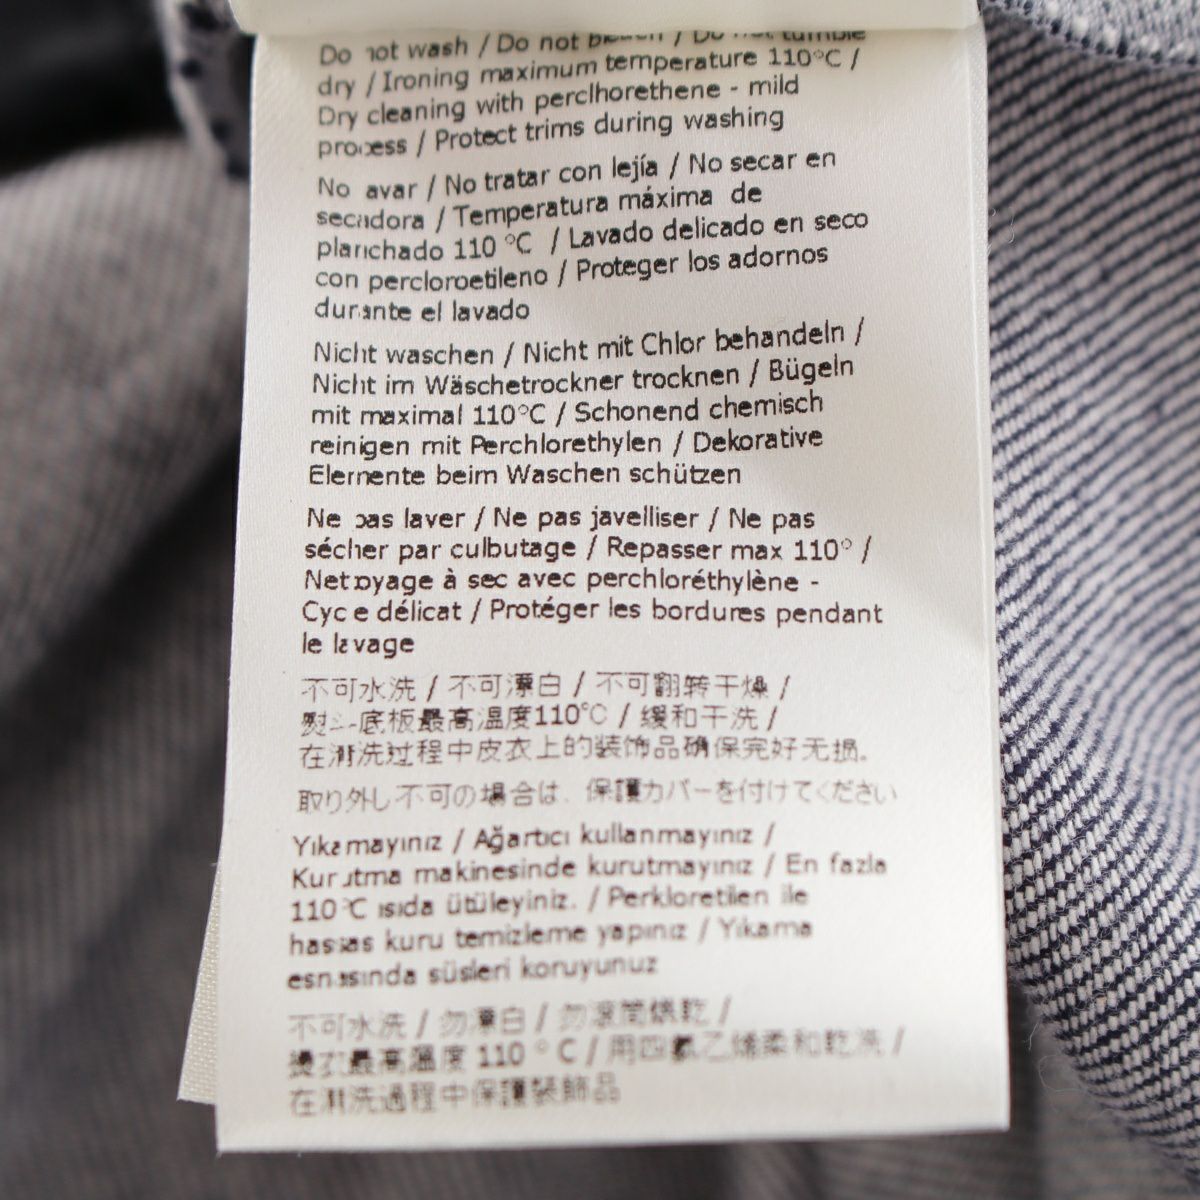 Do not wash / Do not bleach / Do not tumble
dry / Ironing maximum temperature 110°C /
Dry cleaning with perclhorethene - mild
process / Protect trims during washing
No lavar / No tratar con lejía / No secar en
secadora / Temperatura máxima de
planchado 110 °C / Lavado delicado en seco
con percloroetileno / Proteger los adornos
durante el lavado
Nicht waschen / Nicht mit Chlor behandeln /
Nicht im Wäschetrockner trocknen / Bügeln
mit maximal 110°C / Schonend chemisch
reinigen mit Perchlorethylen / Dekorative
Elemente beim Waschen schützen
Ne pas laver / Ne pas javelliser / Ne pas
sécher par culbutage / Repasser max 110° /
Nettoyage à sec avec perchloréthylène -
Cycle délicat / Protéger les bordures pendant
le lavage
不可水洗 / 不可漂白 / 不可翻转干燥 /
熨斗底板最高温度110°C / 缓和干洗 /
在清洗过程中皮衣上的装饰品确保完好无损.
取り外し不可の場合は、保護カバーを付けてください
Yıkamayınız / Ağartıcı kullanmayınız /
Kurutma makinesinde kurutmayınız / En fazla
110°C ısıda ütüleyiniz. / Perkloretilen ile
hassas kuru temizleme yapınız / Yıkama
esnasında süsleri koruyunuz
不可水洗 / 勿漂白 / 勿滾筒烘乾 /
燙衣最高溫度 110 ° C / 用四氯乙烯柔和乾洗 /
在清洗過程中保護裝飾品